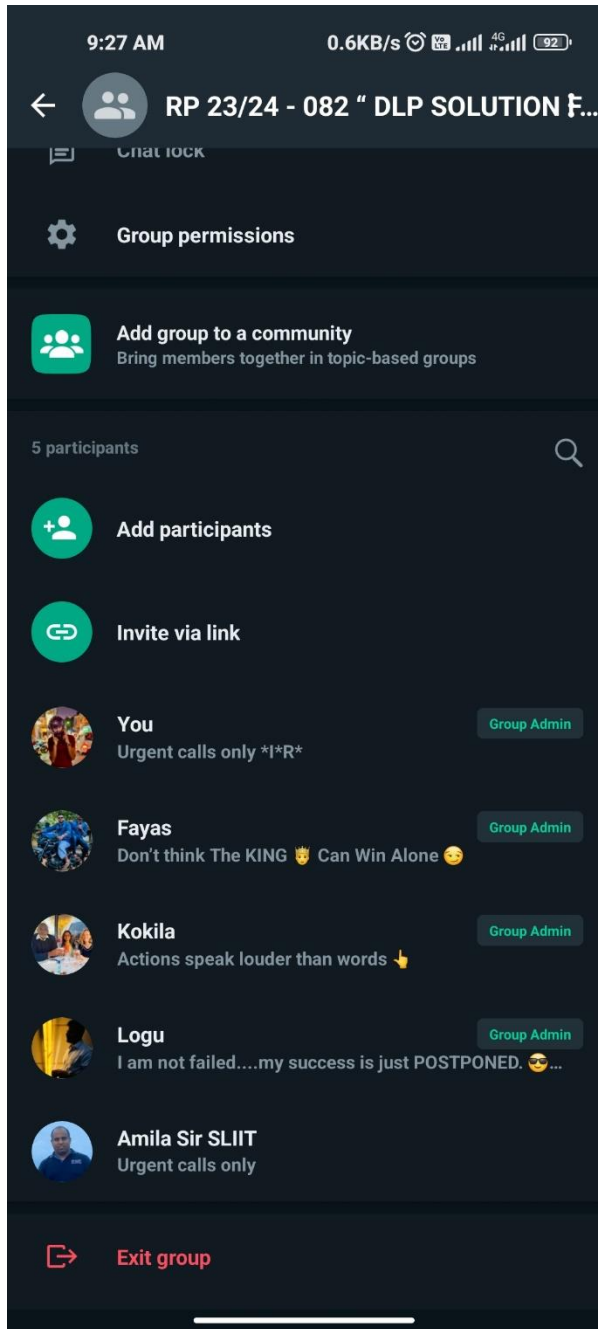 9:27 AM 0.6KB/s Vo LTE 4G 92
RP 23/24 - 082 “ DLP SOLUTION F...
Chat lock
Group permissions
Add group to a community
Bring members together in topic-based groups
5 participants
Add participants
Invite via link
You Group Admin
Urgent calls only *I*R*
Fayas Group Admin
Don't think The KING 🤴 Can Win Alone 😏
Kokila Group Admin
Actions speak louder than words 👆
Logu Group Admin
I am not failed....my success is just POSTPONED. 😎...
Amila Sir SLIIT
Urgent calls only
Exit group